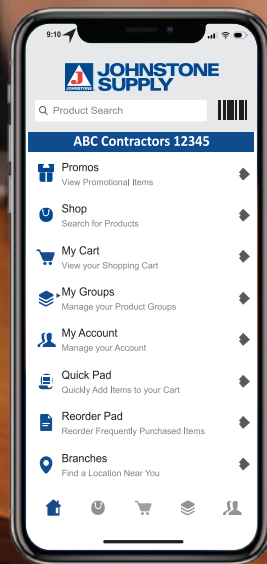 9:10
JOHNSTONE
SUPPLY
JOHNSTONE
Product Search
ABC Contractors 12345
Promos
View Promotional Items
Shop
Search for Products
My Cart
View your Shopping Cart
My Groups
Manage your Product Groups
My Account
Manage your Account
Quick Pad
Quickly Add Items to your Cart
Reorder Pad
Reorder Frequently Purchased Items
Branches
Find a Location Near You